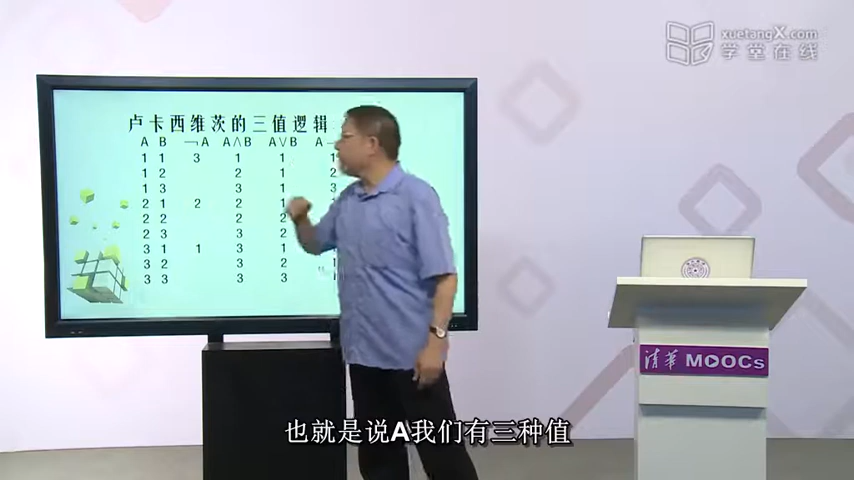 xuetangX.com
学堂在线
卢卡西维茨的三值逻辑
A B ¬A A∧B A∨B A
1 1 3 1 1 1
1 2 2 1 2
1 3 3 1 3
2 1 2 2 1
2 2 2
2 3 3 2
3 1 1 3 1
3 2 3 2 1
3 3 3 3
清华 MOOCs
也就是说A我们有三种值